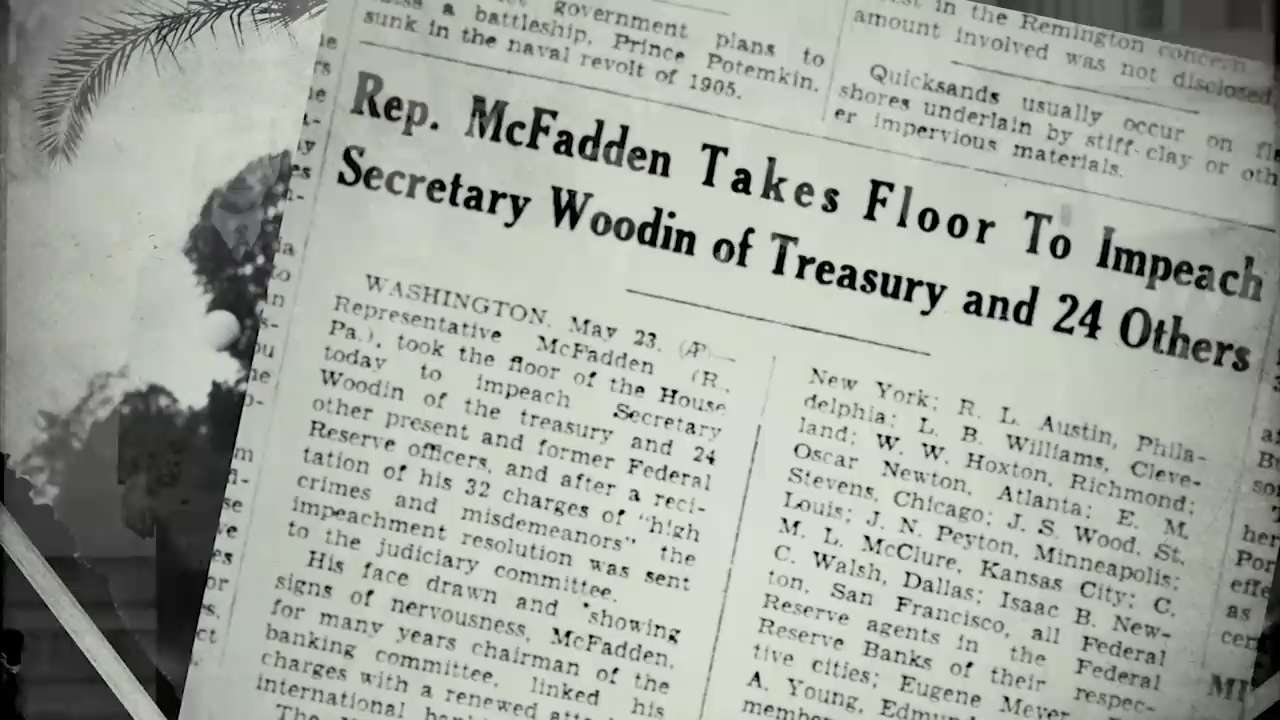 government plans to
a battleship, Prince Potemkin,
sunk in the naval revolt of 1905.
in the Remington concern
amount involved was not disclosed.
Quicksands usually occur on
shores underlain by stiff clay or oth-
er impervious materials.
Rep. McFadden Takes Floor To Impeach
Secretary Woodin of Treasury and 24 Others
WASHINGTON, May 23. (AP)—
Representative McFadden (R.,
Pa.), took the floor of the House
today to impeach Secretary
Woodin of the treasury and 24
other present and former Federal
Reserve officers, and after a reci-
tation of his 32 charges of "high
crimes and misdemeanors" the
impeachment resolution was sent
to the judiciary committee.
His face drawn and showing
signs of nervousness, McFadden,
for many years chairman of the
banking committee, linked his
charges with a renewed
international
The
New York; R. L. Austin, Phila-
delphia; L. B. Williams, Cleve-
land; W. W. Hoxton, Richmond;
Oscar Newton, Atlanta; E. M.
Stevens, Chicago; J. S. Wood, St.
Louis; J. N. Peyton, Minneapolis;
M. L. McClure, Kansas City; C.
C. Walsh, Dallas; Isaac B. New-
ton, San Francisco, all Federal
Reserve agents in the Federal
Reserve Banks of their respec-
tive cities; Eugene Meyer,
A. Young,